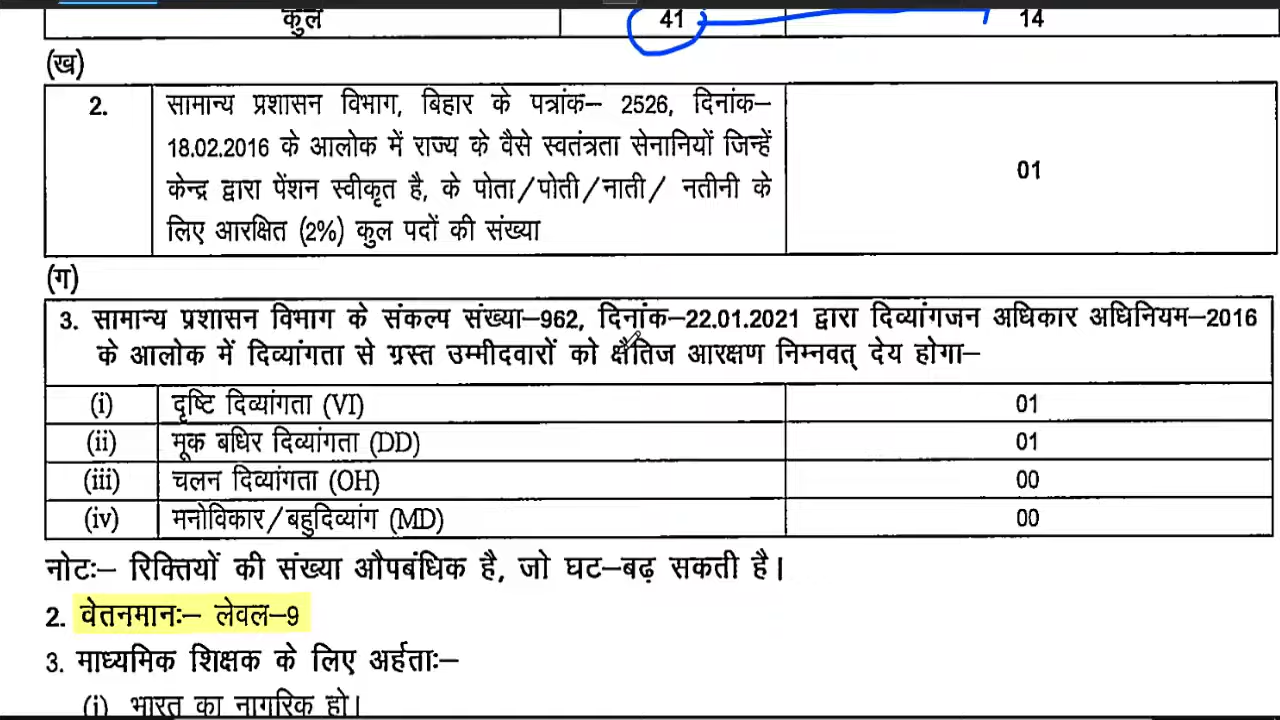 कुल 41 14
(ख)
2. सामान्य प्रशासन विभाग, बिहार के पत्रांक– 2526, दिनांक–
18.02.2016 के आलोक में राज्य के वैसे स्वतंत्रता सेनानियों जिन्हें
केन्द्र द्वारा पेंशन स्वीकृत है, के पोता/पोती/नाती/ नतीनी के
लिए आरक्षित (2%) कुल पदों की संख्या
01
(ग)
3. सामान्य प्रशासन विभाग के संकल्प संख्या–962, दिनांक–22.01.2021 द्वारा दिव्यांगजन अधिकार अधिनियम–2016
के आलोक में दिव्यांगता से ग्रस्त उम्मीदवारों को क्षैतिज आरक्षण निम्नवत् देय होगा–
(i) दृष्टि दिव्यांगता (VI) 01
(ii) मूक बधिर दिव्यांगता (DD) 01
(iii) चलन दिव्यांगता (OH) 00
(iv) मनोविकार/बहुदिव्यांग (MD) 00
नोटः– रिक्तियों की संख्या औपबंधिक है, जो घट–बढ़ सकती है।
2. वेतनमानः– लेवल–9
3. माध्यमिक शिक्षक के लिए अर्हताः–
(i) भारत का नागरिक हो।